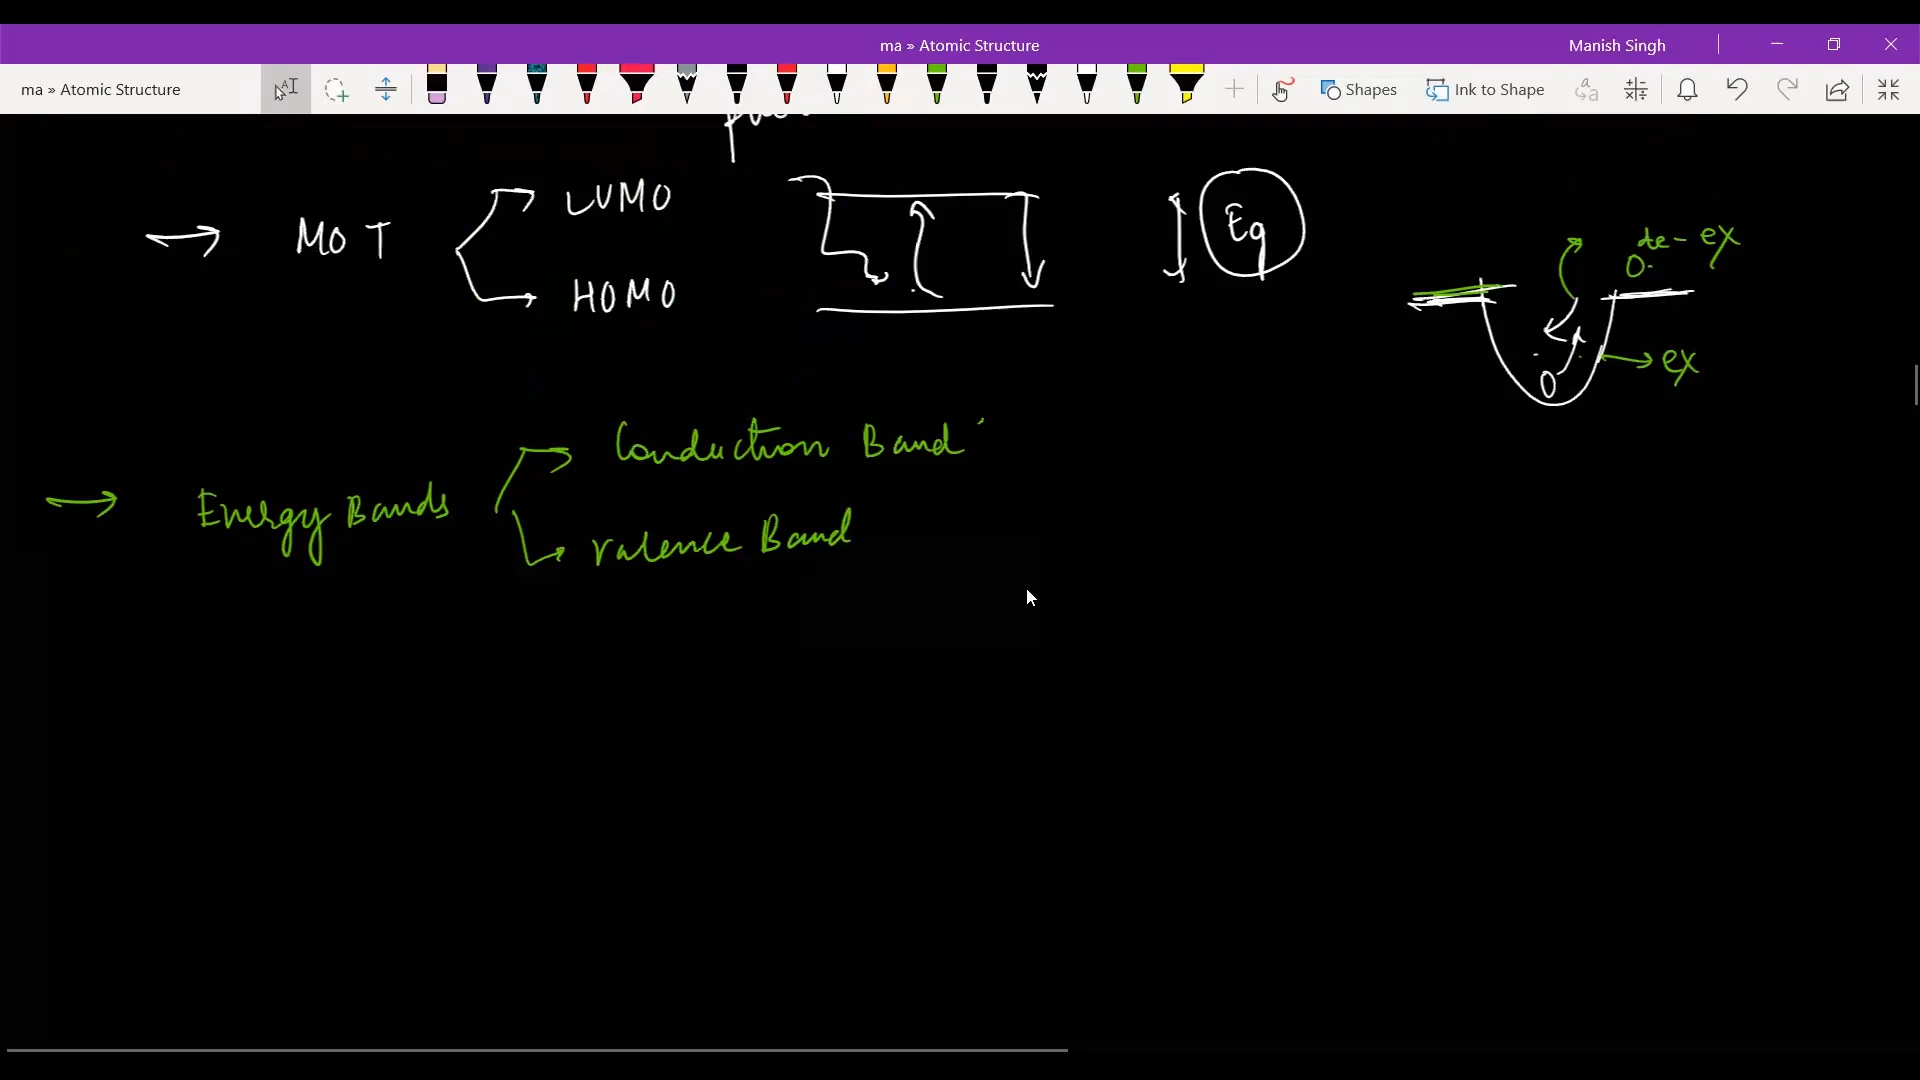 ma » Atomic Structure
Manish Singh
ma » Atomic Structure
Shapes
Ink to Shape
→ MOT
LUMO
HOMO
Eg
de-ex
ex
→ Energy Bands
Conduction Band
Valence Band